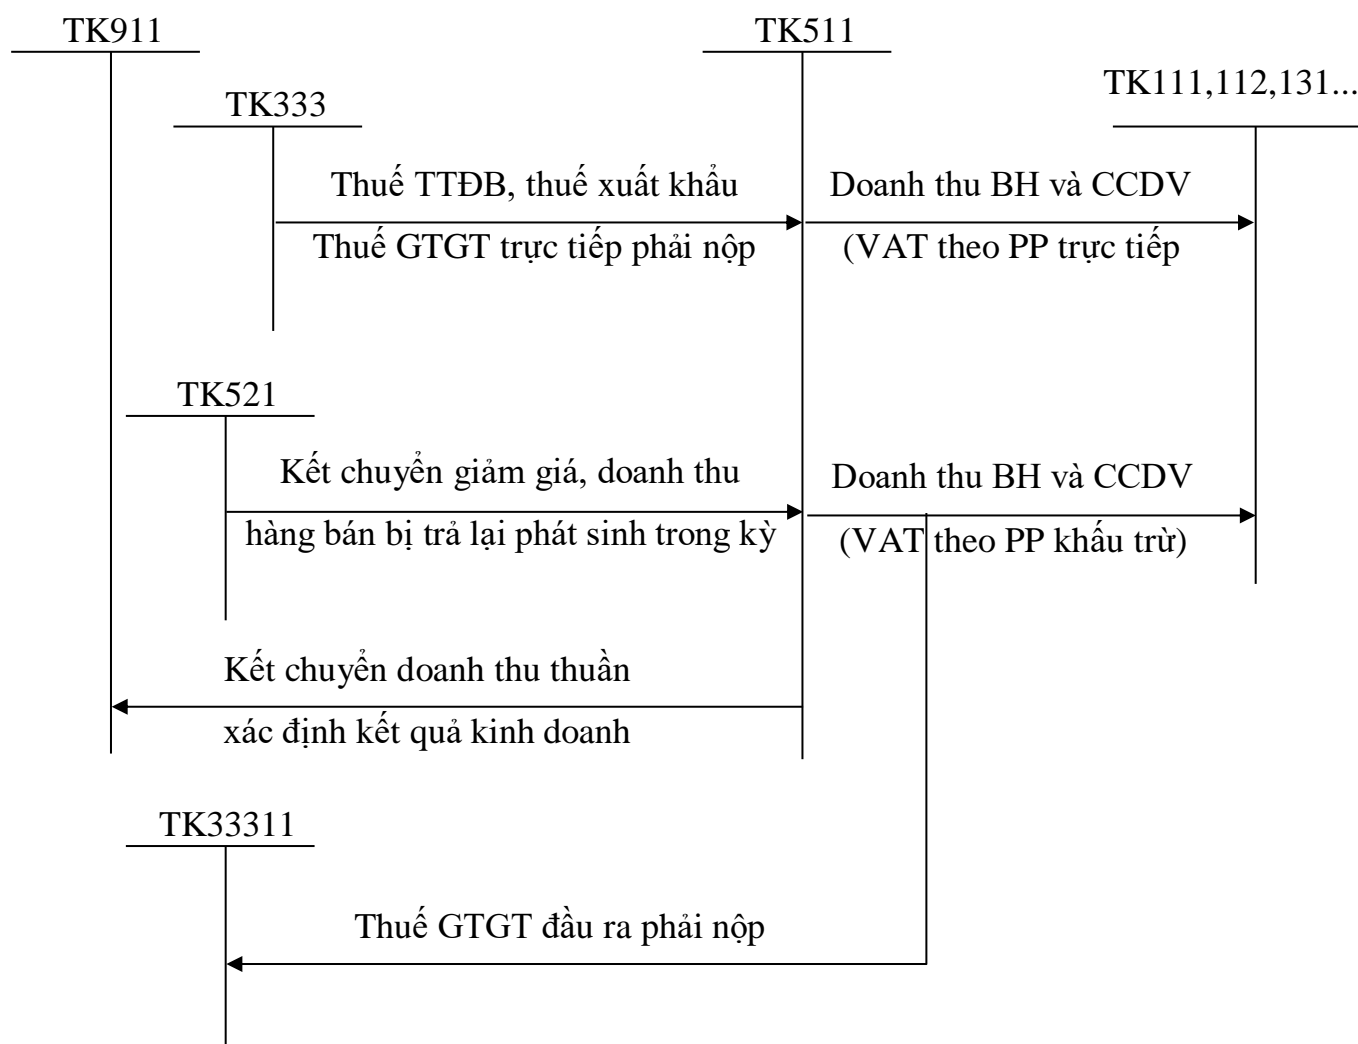 TK911
TK511
TK111,112,131...
TK333
Thuế TTĐB, thuế xuất khẩu
Thuế GTGT trực tiếp phải nộp
Doanh thu BH và CCDV
(VAT theo PP trực tiếp
TK521
Kết chuyển giảm giá, doanh thu
hàng bán bị trả lại phát sinh trong kỳ
Doanh thu BH và CCDV
(VAT theo PP khấu trừ)
Kết chuyển doanh thu thuần
xác định kết quả kinh doanh
TK33311
Thuế GTGT đầu ra phải nộp